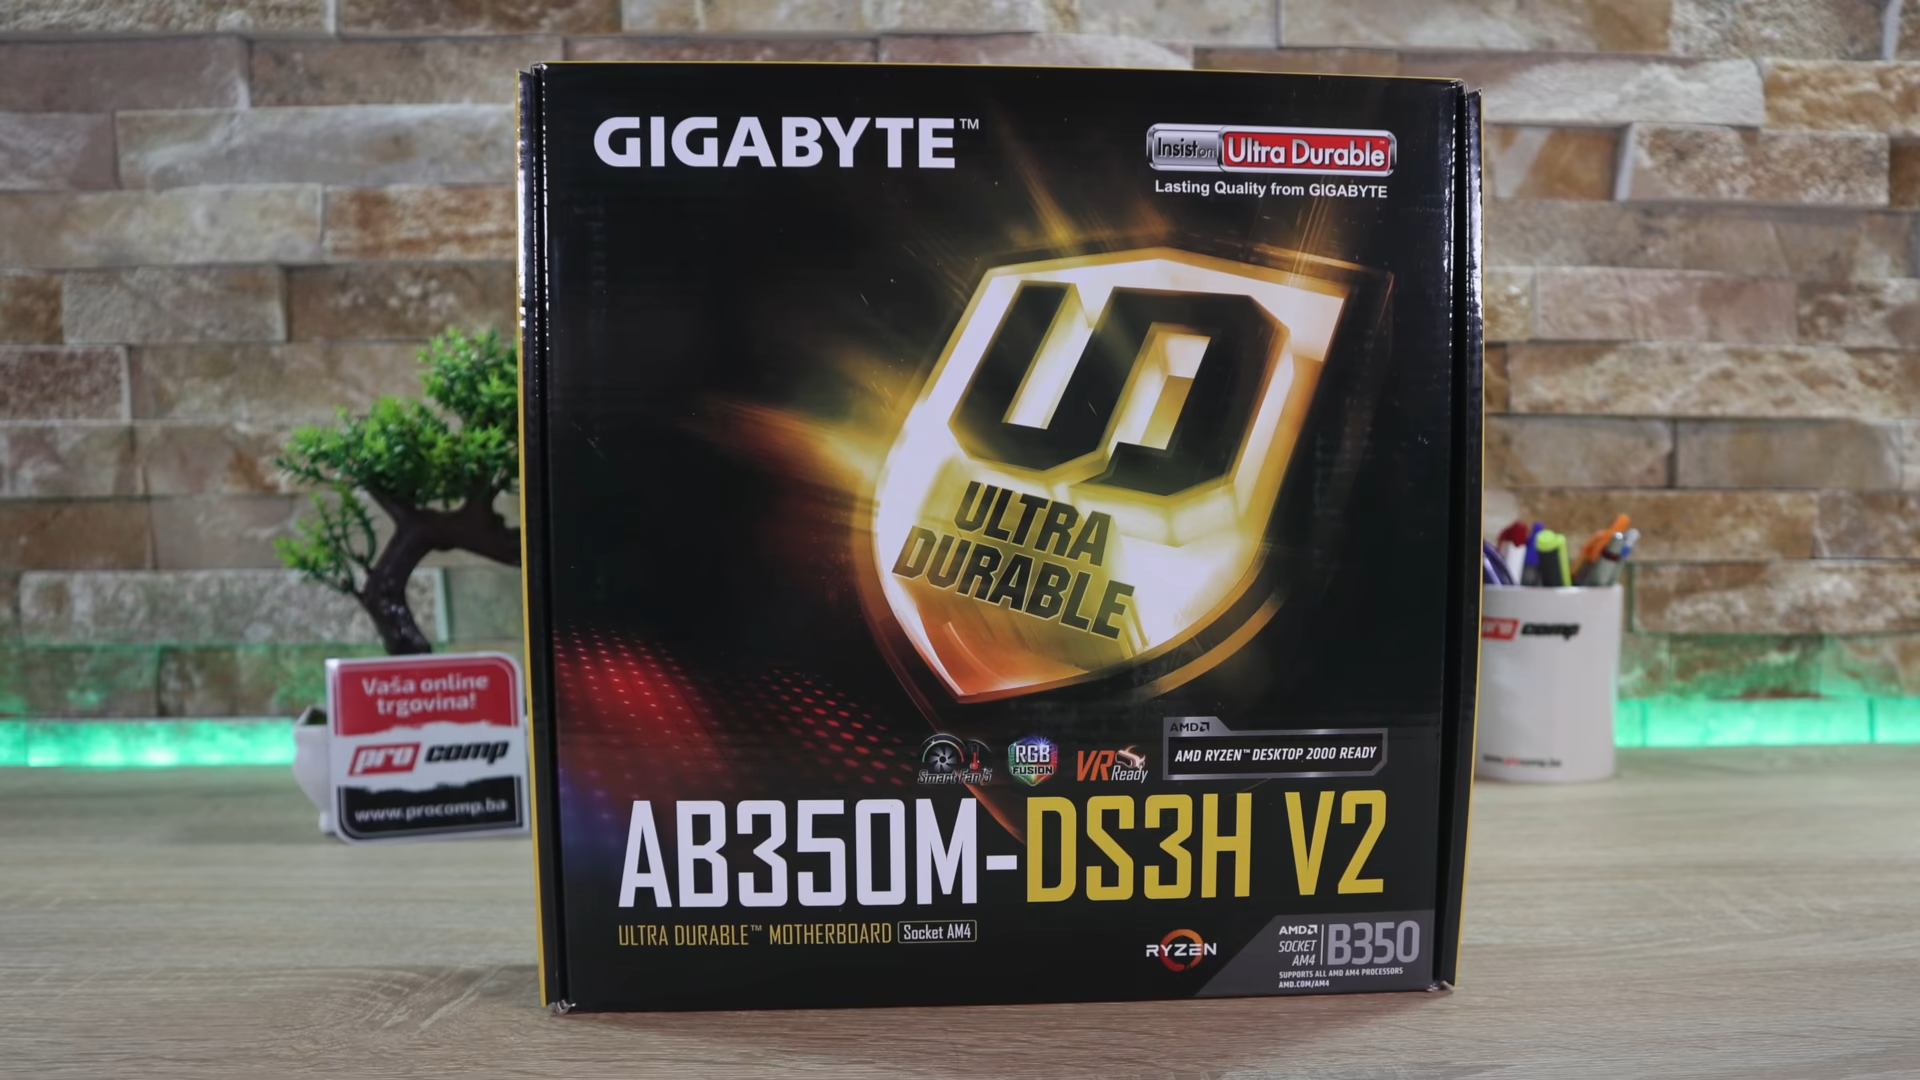 GIGABYTE™
Insist on Ultra Durable™
Lasting Quality from GIGABYTE
UD
ULTRA
DURABLE
Smart Fan 5
RGB
FUSION
VR Ready
AMD
AMD RYZEN™ DESKTOP 2000 READY
AB350M-DS3H V2
ULTRA DURABLE™ MOTHERBOARD Socket AM4
RYZEN
AMD
SOCKET
AM4
B350
SUPPORTS ALL AMD AM4 PROCESSORS
AMD.COM/AM4
Vaša online
trgovina!
pro comp
www.procomp.ba
pro comp